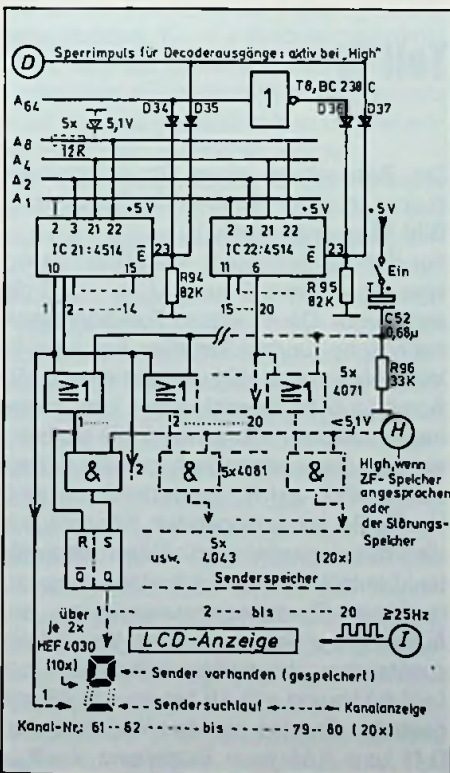 D Sperrimpuls für Decoderausgänge: aktiv bei „High"
T8, BC 238 C
A64 D34 D35 1 D36 D37
5x 5,1V
A8 12R
A4
A2
A1 +5V +5V +5V
2 3 21 22 2 3 21 22
IC 21: 4514 E 23 IC 22: 4514 E 23 Ein
10 15 11 6 T
R94 82K R95 82K
1 2 14 15 20 C52 0,68µ
≧1 ≧1 ≧1 5x 4071 R96 33K
1 2 20 <5,1V H
& 2 & 5x4081 &
High, wenn
ZF-Speicher
angesprochen
oder
der Störungs-
Speicher
R S 5x
Q Q usw. 4043 (20x)
Senderspeicher
über 1 2 --- bis ---- 20 ≧25Hz
je 2x LCD-Anzeige I
HEF 4030
(10x) Sender vorhanden (gespeichert)
1 Sendersuchlauf Kanalanzeige
Kanal-Nr.: 61--62 ----bis ----79--80 (20x)